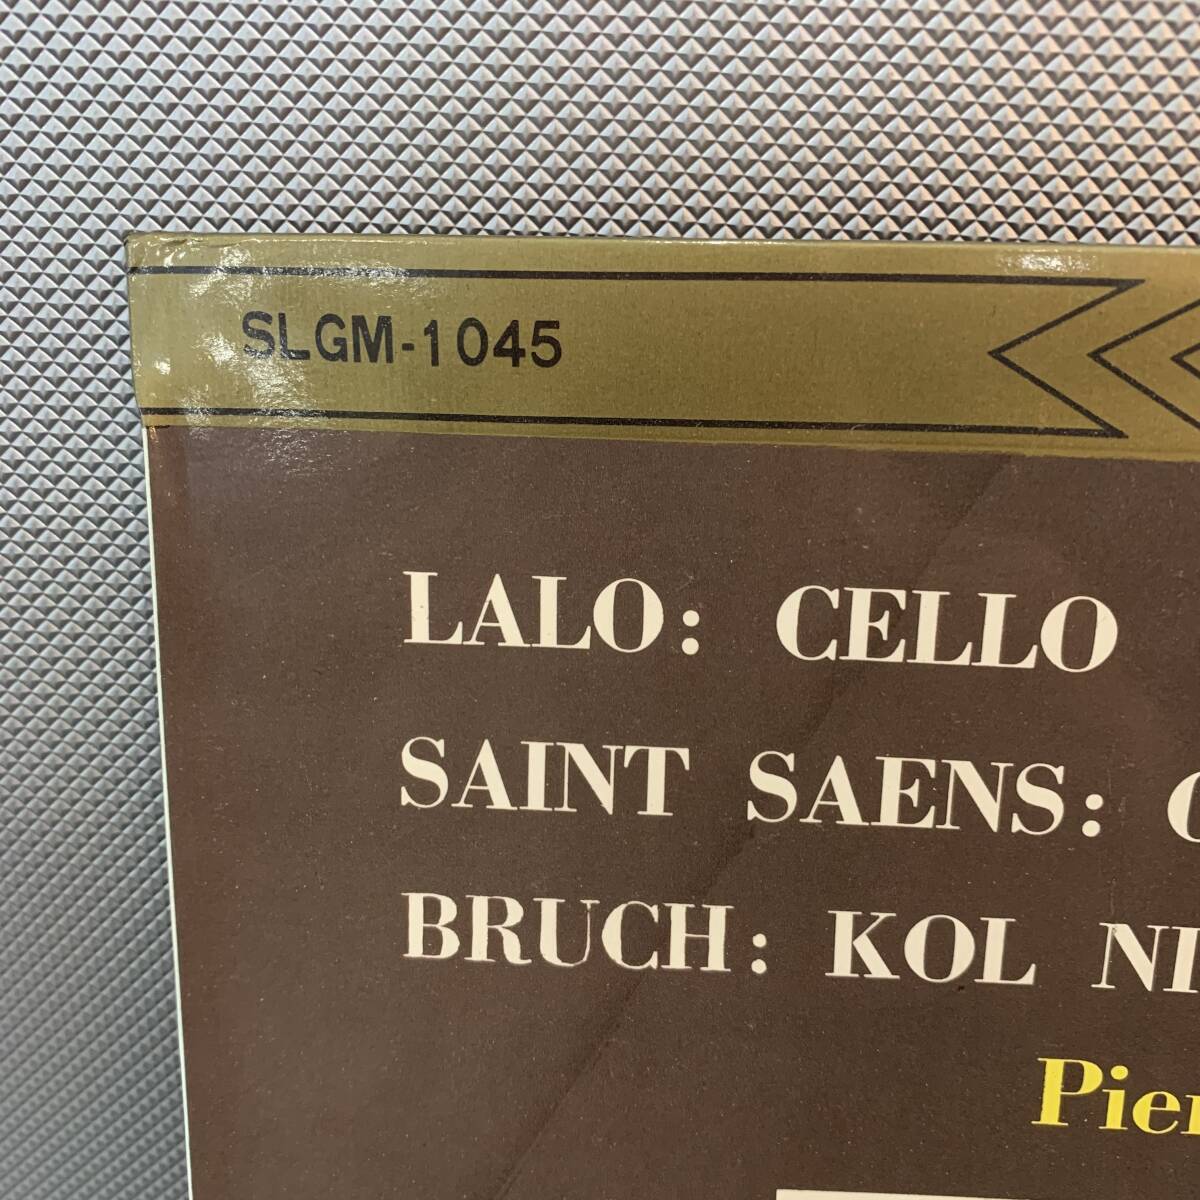 SLGM-1045
LALO: CELLO
SAINT SAENS:
BRUCH: KOL